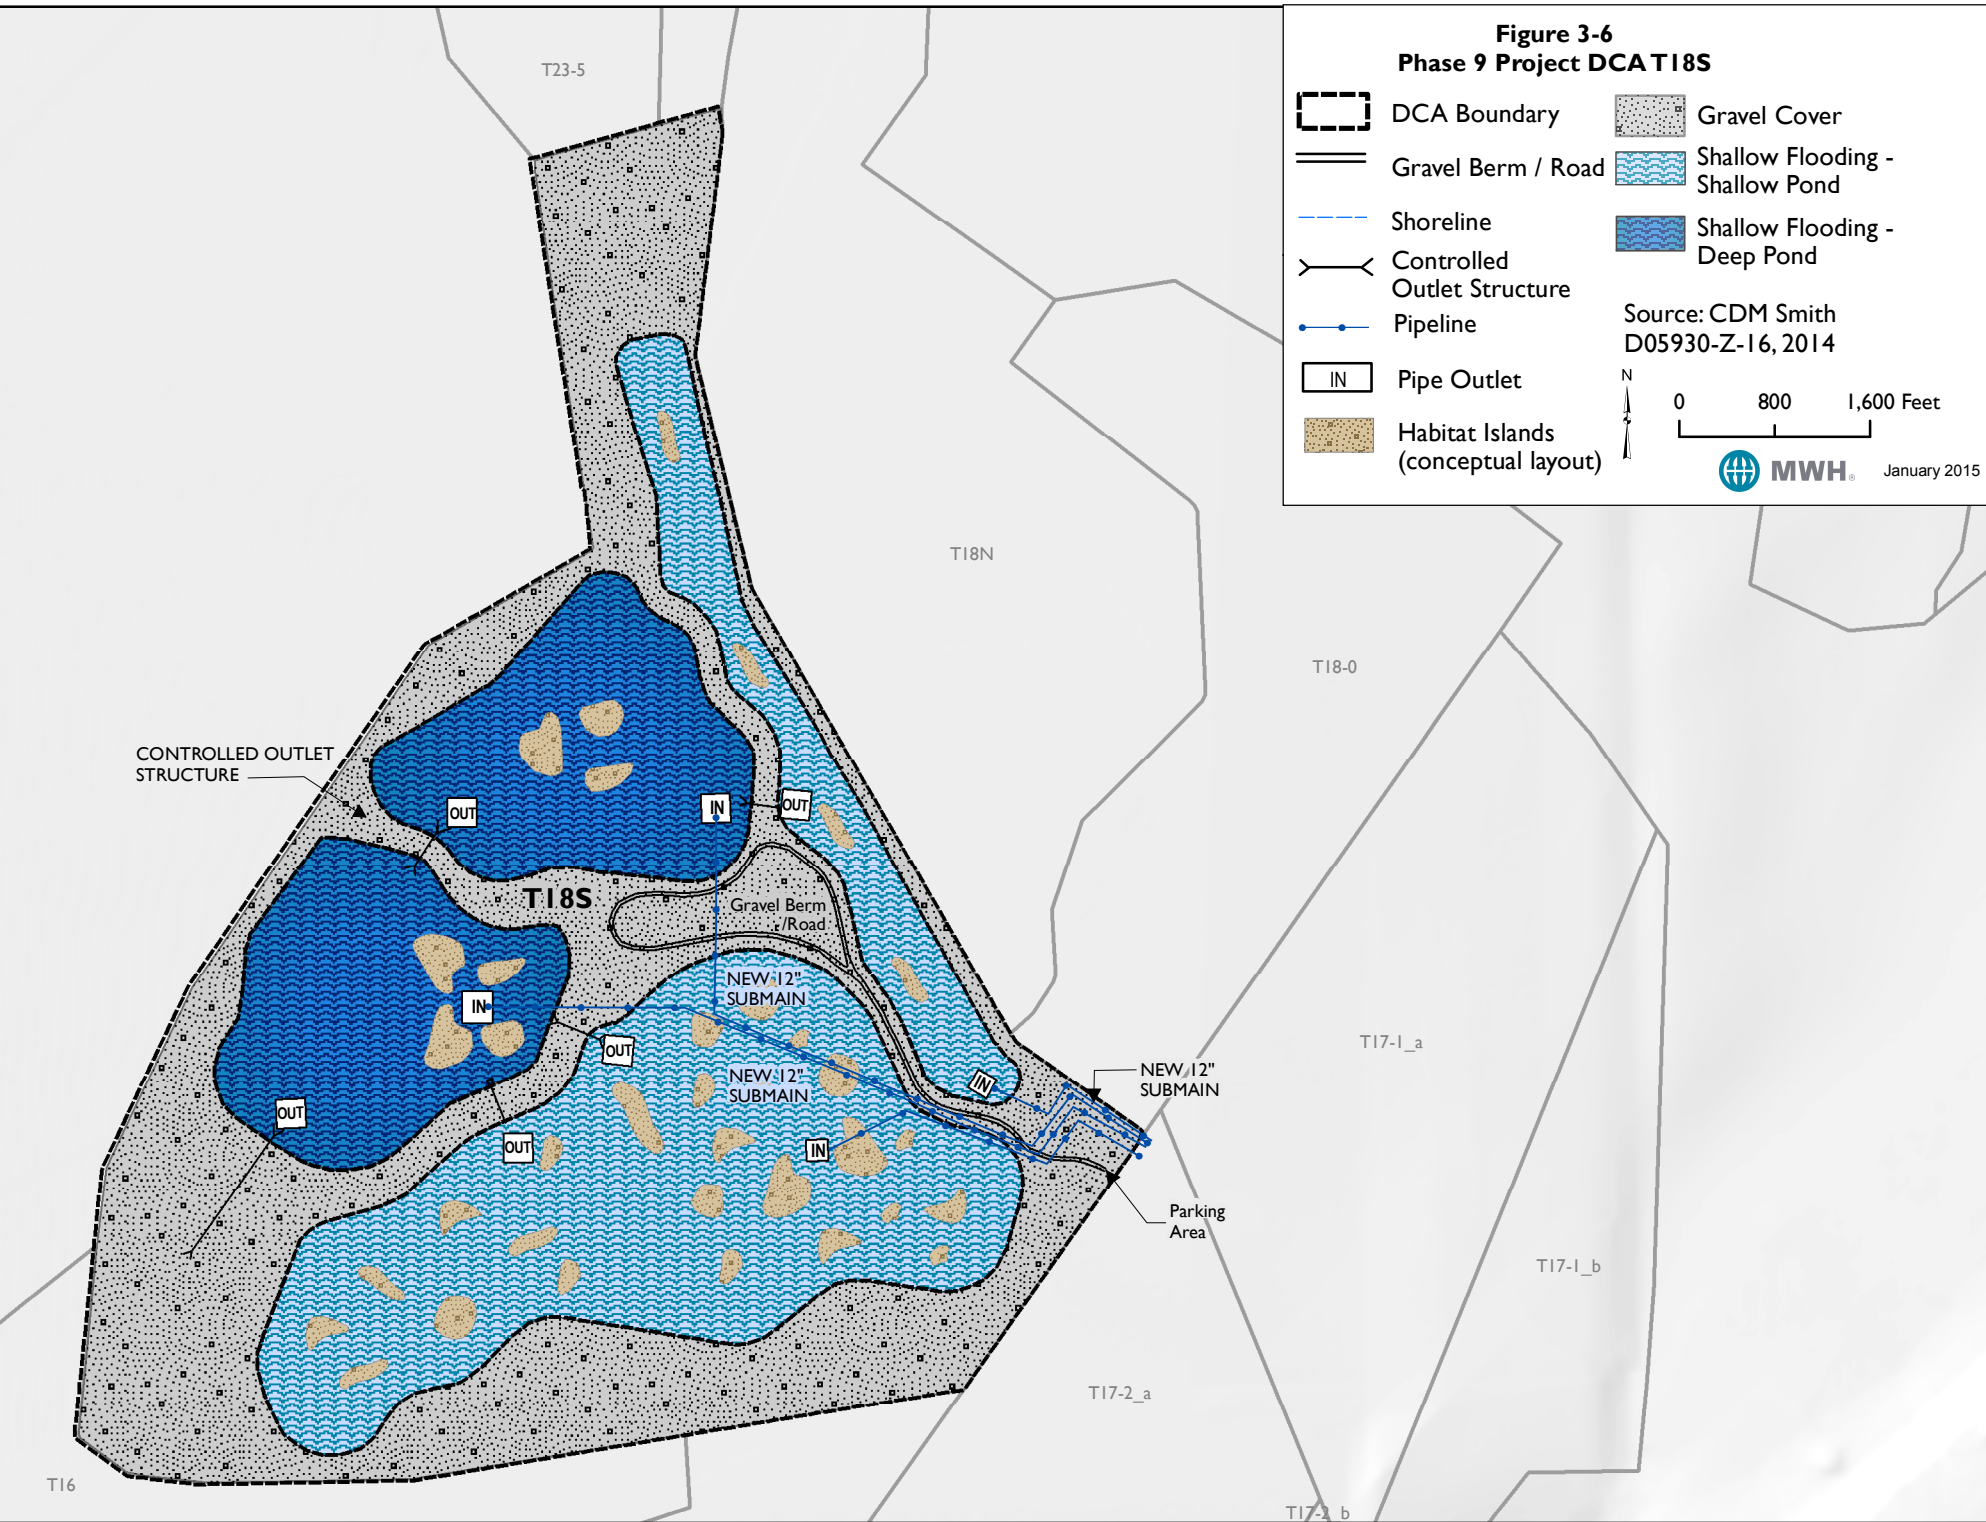 Figure 3-6
Phase 9 Project DCA T18S
DCA Boundary
Gravel Berm / Road
Shoreline
Controlled
Outlet Structure
Pipeline
IN
Pipe Outlet
Habitat Islands
(conceptual layout)
Gravel Cover
Shallow Flooding -
Shallow Pond
Shallow Flooding -
Deep Pond
Source: CDM Smith
D05930-Z-16, 2014
N
0 800 1,600 Feet
MWH®
January 2015
T23-5
T18N
T18-0
CONTROLLED OUTLET
STRUCTURE
OUT
IN
OUT
T18S
Gravel Berm
/Road
NEW 12"
SUBMAIN
IN
OUT
NEW 12"
SUBMAIN
IN
NEW 12"
SUBMAIN
OUT
OUT
IN
Parking
Area
T17-1_a
T17-1_b
T17-2_a
T16
T17-2_b